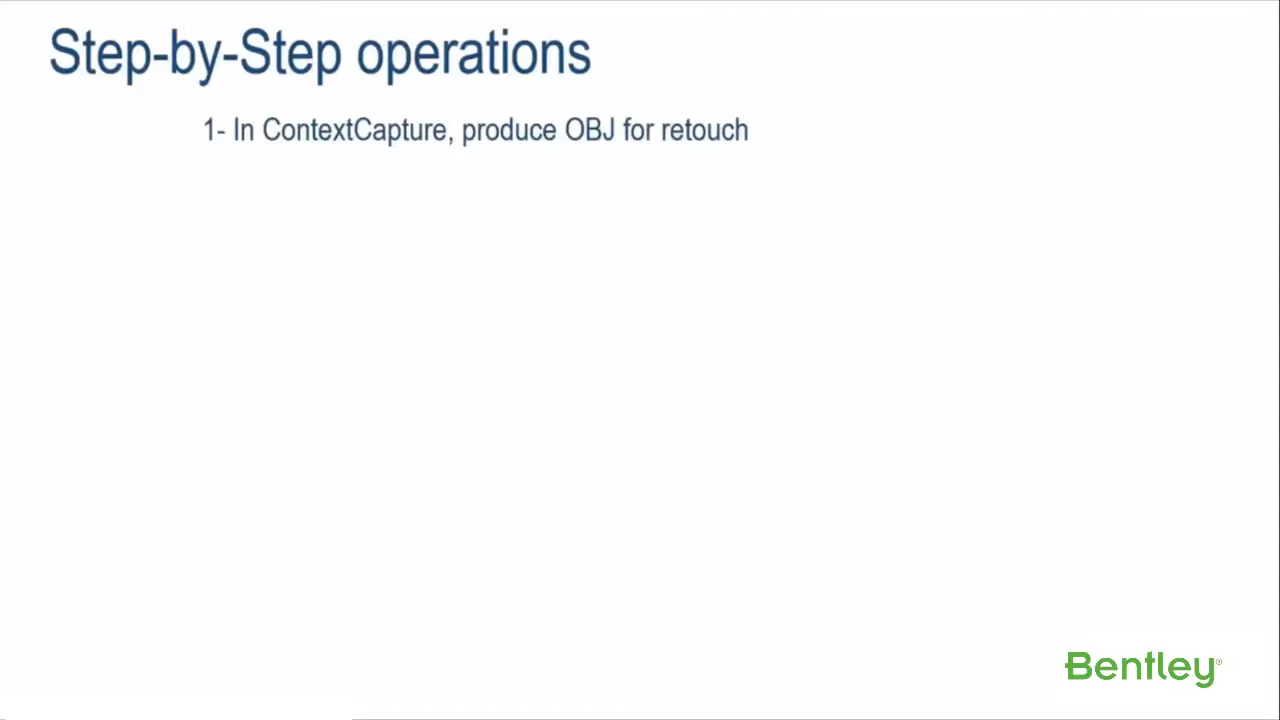 Step-by-Step operations
1- In ContextCapture, produce OBJ for retouch
Bentley®